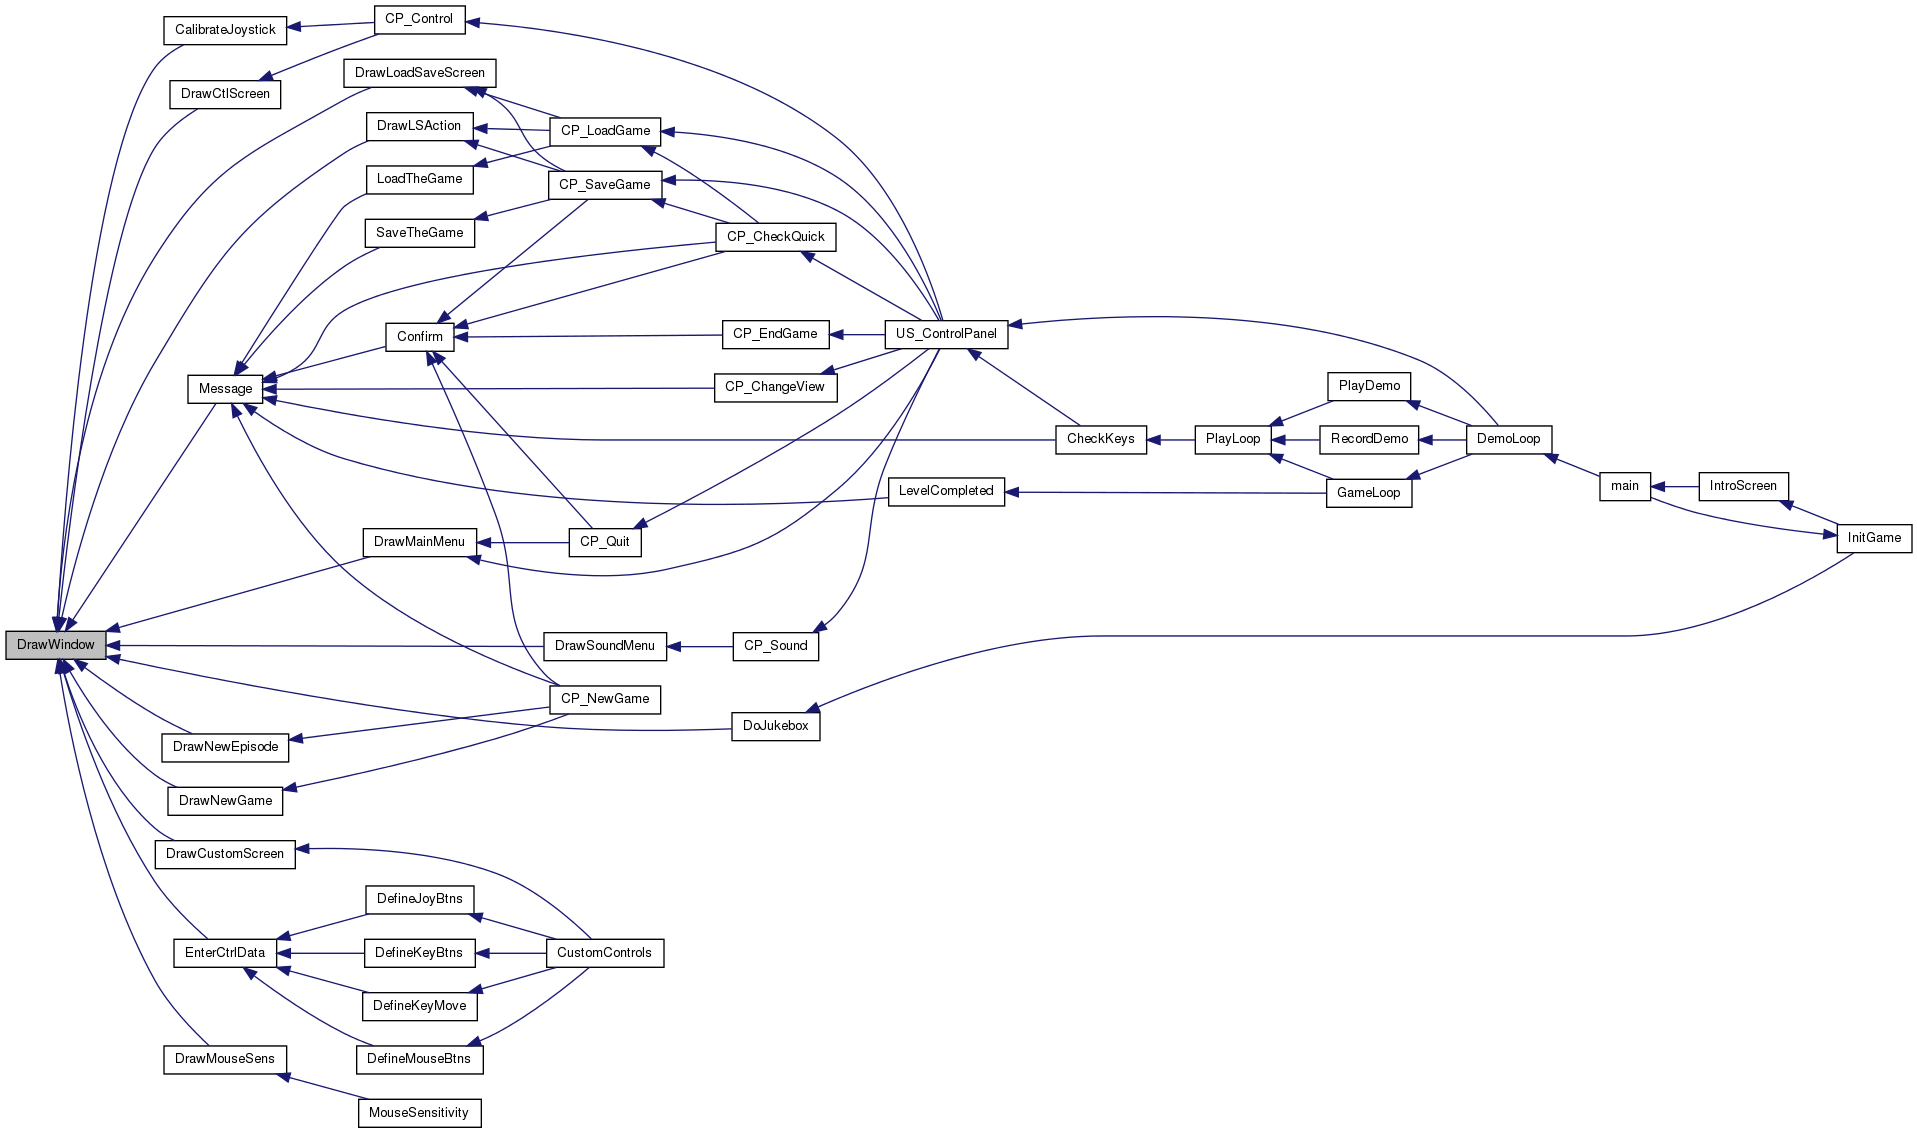 CP_Control
CalibrateJoystick
DrawLoadSaveScreen
DrawCtlScreen
DrawLSAction
CP_LoadGame
LoadTheGame
CP_SaveGame
SaveTheGame
CP_CheckQuick
Confirm
CP_EndGame
US_ControlPanel
Message
CP_ChangeView
PlayDemo
CheckKeys
PlayLoop
RecordDemo
DemoLoop
LevelCompleted
GameLoop
main
IntroScreen
InitGame
DrawMainMenu
CP_Quit
DrawWindow
DrawSoundMenu
CP_Sound
CP_NewGame
DoJukebox
DrawNewEpisode
DrawNewGame
DrawCustomScreen
DefineJoyBtns
EnterCtrlData
DefineKeyBtns
CustomControls
DefineKeyMove
DrawMouseSens
DefineMouseBtns
MouseSensitivity